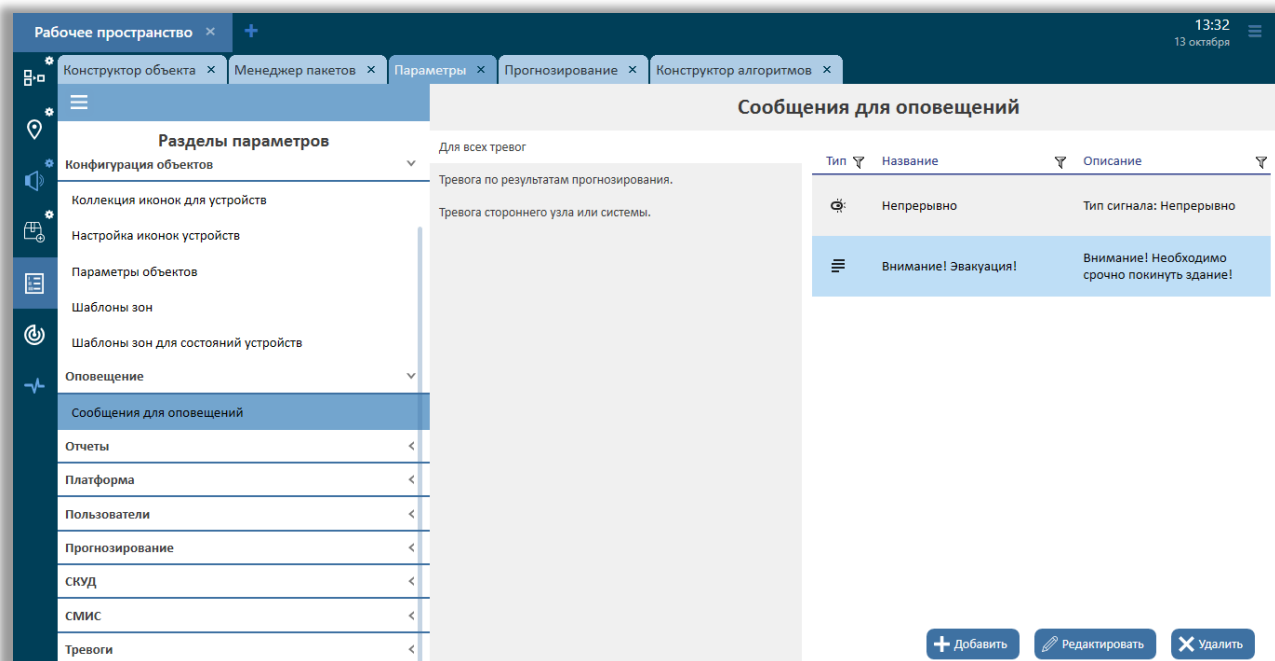 Рабочее пространство
13:32
13 октября
Конструктор объекта
Менеджер пакетов
Параметры
Прогнозирование
Конструктор алгоритмов
Разделы параметров
Конфигурация объектов
Коллекция иконок для устройств
Настройка иконок устройств
Параметры объектов
Шаблоны зон
Шаблоны зон для состояний устройств
Оповещение
Сообщения для оповещений
Отчеты
Платформа
Пользователи
Прогнозирование
СКУД
СМИС
Тревоги
Сообщения для оповещений
Для всех тревог
Тревога по результатам прогнозирования.
Тревога стороннего узла или системы.
Тип Название Описание
Непрерывно Тип сигнала: Непрерывно
Внимание! Эвакуация! Внимание! Необходимо
срочно покинуть здание!
Добавить Редактировать Удалить